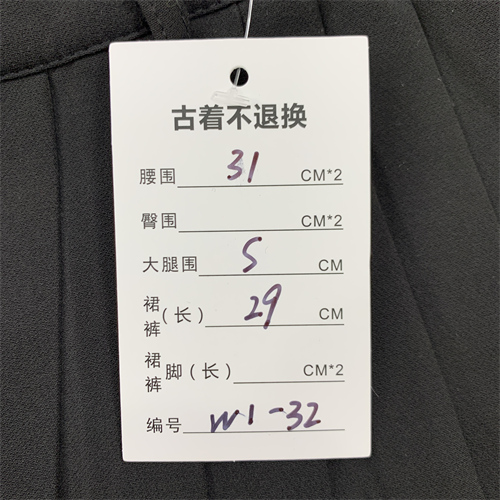 古着不退换
腰围 31 CM*2
臀围 CM*2
大腿围 S CM
裙裤(长) 29 CM
裙裤脚(长) CM*2
编号 W1-32